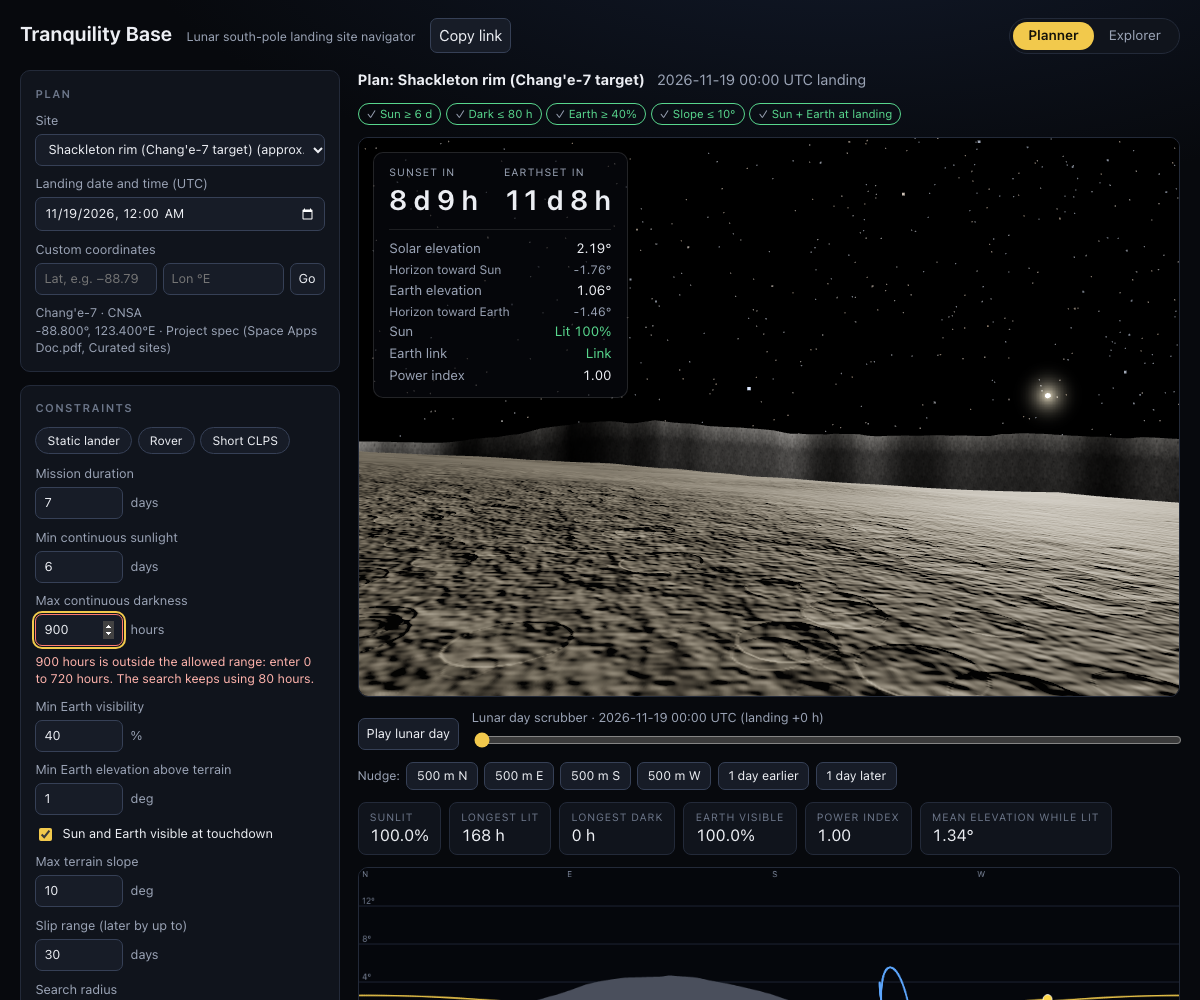 Tranquility Base Lunar south-pole landing site navigator Copy link Planner Explorer
PLAN
Site
Shackleton rim (Chang'e-7 target) (approx.
Landing date and time (UTC)
11/19/2026, 12:00 AM
Custom coordinates
Lat, e.g. −88.79 Lon °E Go
Chang'e-7 · CNSA
-88.800°, 123.400°E · Project spec (Space Apps
Doc.pdf, Curated sites)
CONSTRAINTS
Static lander Rover Short CLPS
Mission duration
7 days
Min continuous sunlight
6 days
Max continuous darkness
900 hours
900 hours is outside the allowed range: enter 0
to 720 hours. The search keeps using 80 hours.
Min Earth visibility
40 %
Min Earth elevation above terrain
1 deg
Sun and Earth visible at touchdown
Max terrain slope
10 deg
Slip range (later by up to)
30 days
Search radius
Plan: Shackleton rim (Chang'e-7 target) 2026-11-19 00:00 UTC landing
✓ Sun ≥ 6 d ✓ Dark ≤ 80 h ✓ Earth ≥ 40% ✓ Slope ≤ 10° ✓ Sun + Earth at landing
SUNSET IN EARTHSET IN
8 d 9 h 11 d 8 h
Solar elevation 2.19°
Horizon toward Sun -1.76°
Earth elevation 1.06°
Horizon toward Earth -1.46°
Sun Lit 100%
Earth link Link
Power index 1.00
Lunar day scrubber · 2026-11-19 00:00 UTC (landing +0 h)
Play lunar day
Nudge: 500 m N 500 m E 500 m S 500 m W 1 day earlier 1 day later
SUNLIT LONGEST LIT LONGEST DARK EARTH VISIBLE POWER INDEX MEAN ELEVATION WHILE LIT
100.0% 168 h 0 h 100.0% 1.00 1.34°
N E S W
12°
8°
4°